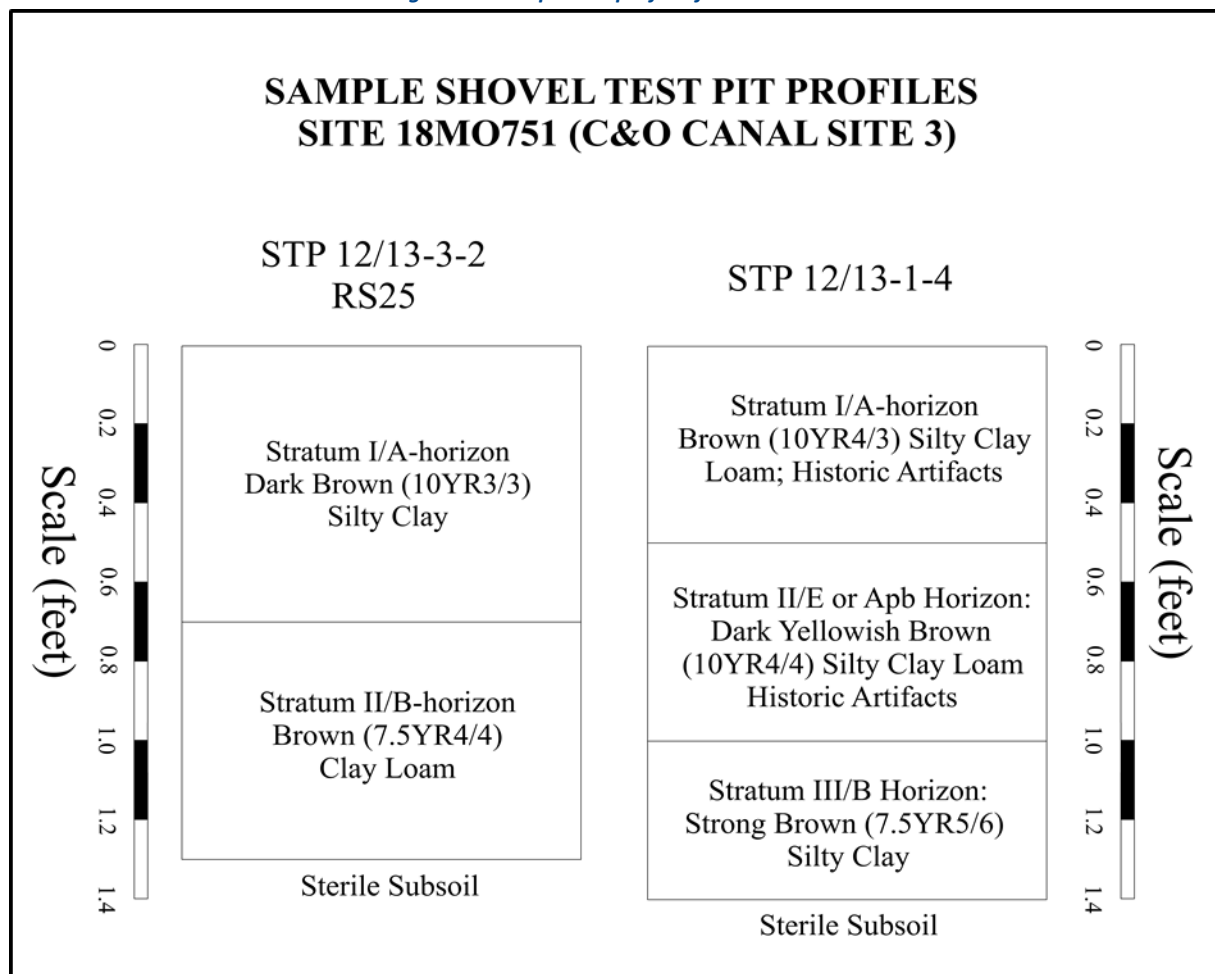 SAMPLE SHOVEL TEST PIT PROFILES
SITE 18MO751 (C&O CANAL SITE 3)
STP 12/13-3-2
RS25
0
0.2
0.4
0.6
0.8
1.0
1.2
1.4
Scale (feet)
Stratum I/A-horizon
Dark Brown (10YR3/3)
Silty Clay
Stratum II/B-horizon
Brown (7.5YR4/4)
Clay Loam
Sterile Subsoil
STP 12/13-1-4
Stratum I/A-horizon
Brown (10YR4/3) Silty Clay
Loam; Historic Artifacts
Stratum II/E or Apb Horizon:
Dark Yellowish Brown
(10YR4/4) Silty Clay Loam
Historic Artifacts
Stratum III/B Horizon:
Strong Brown (7.5YR5/6)
Silty Clay
Sterile Subsoil
0
0.2
0.4
0.6
0.8
1.0
1.2
1.4
Scale (feet)